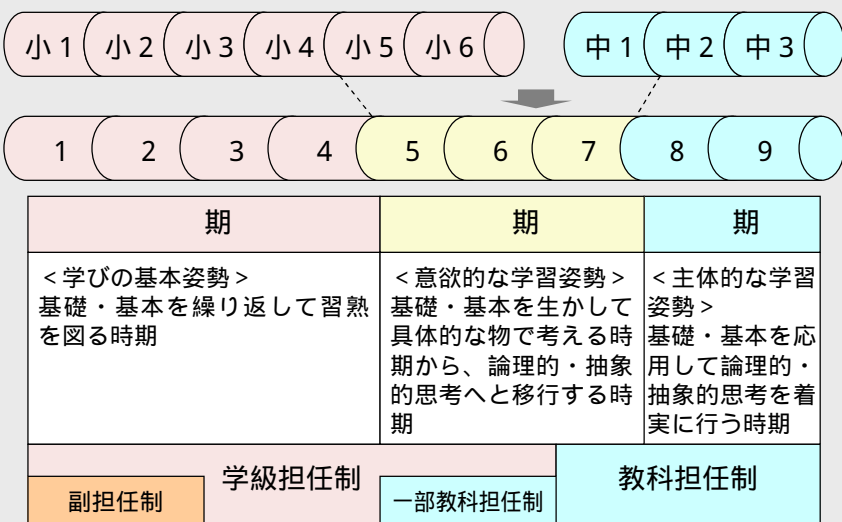 小1 小2 小3 小4 小5 小6 中1 中2 中3
1 2 3 4 5 6 7 8 9
期 期 期
＜学びの基本姿勢＞
基礎・基本を繰り返して習熟
を図る時期
＜意欲的な学習姿勢＞
基礎・基本を生かして
具体的な物で考える時
期から、論理的・抽象
的思考へと移行する時
期
＜主体的な学習
姿勢＞
基礎・基本を応
用して論理的・
抽象的思考を着
実に行う時期
学級担任制
副担任制
一部教科担任制
教科担任制